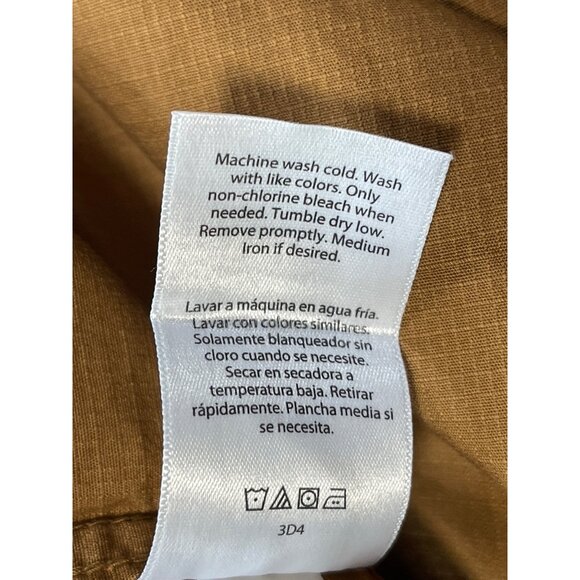 Machine wash cold. Wash
with like colors. Only
non-chlorine bleach when
needed. Tumble dry low.
Remove promptly. Medium
Iron if desired.
Lavar a máquina en agua fría.
Lavar con colores similares.
Solamente blanqueador sin
cloro cuando se necesite.
Secar en secadora a
temperatura baja. Retirar
rápidamente. Plancha media si
se necesita.
3D4